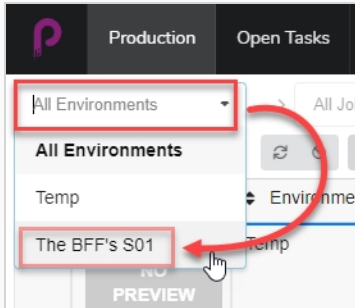 Production Open Tasks
All Environments All Jo
All Environments
Temp Environme
The BFF's S01 Temp
NO
PREVIEW